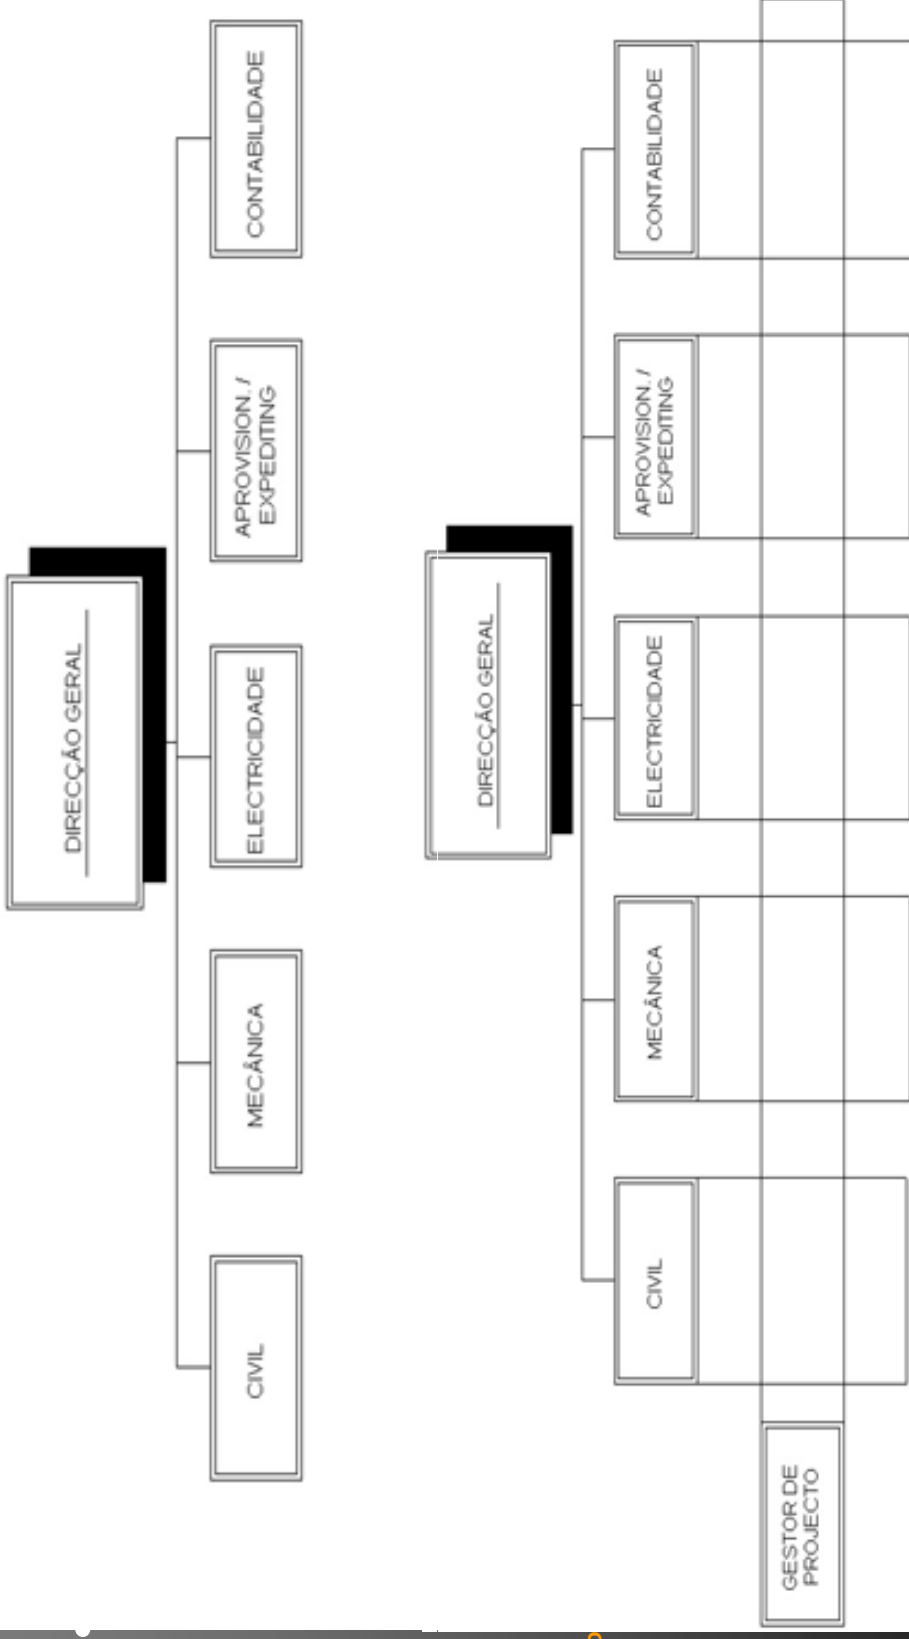 DIRECÇÃO GERAL
CIVIL
MECÂNICA
ELECTRICIDADE
APROVISION. /
EXPEDITING
CONTABILIDADE
DIRECÇÃO GERAL
CIVIL
MECÂNICA
ELECTRICIDADE
APROVISION. /
EXPEDITING
CONTABILIDADE
GESTOR DE
PROJECTO